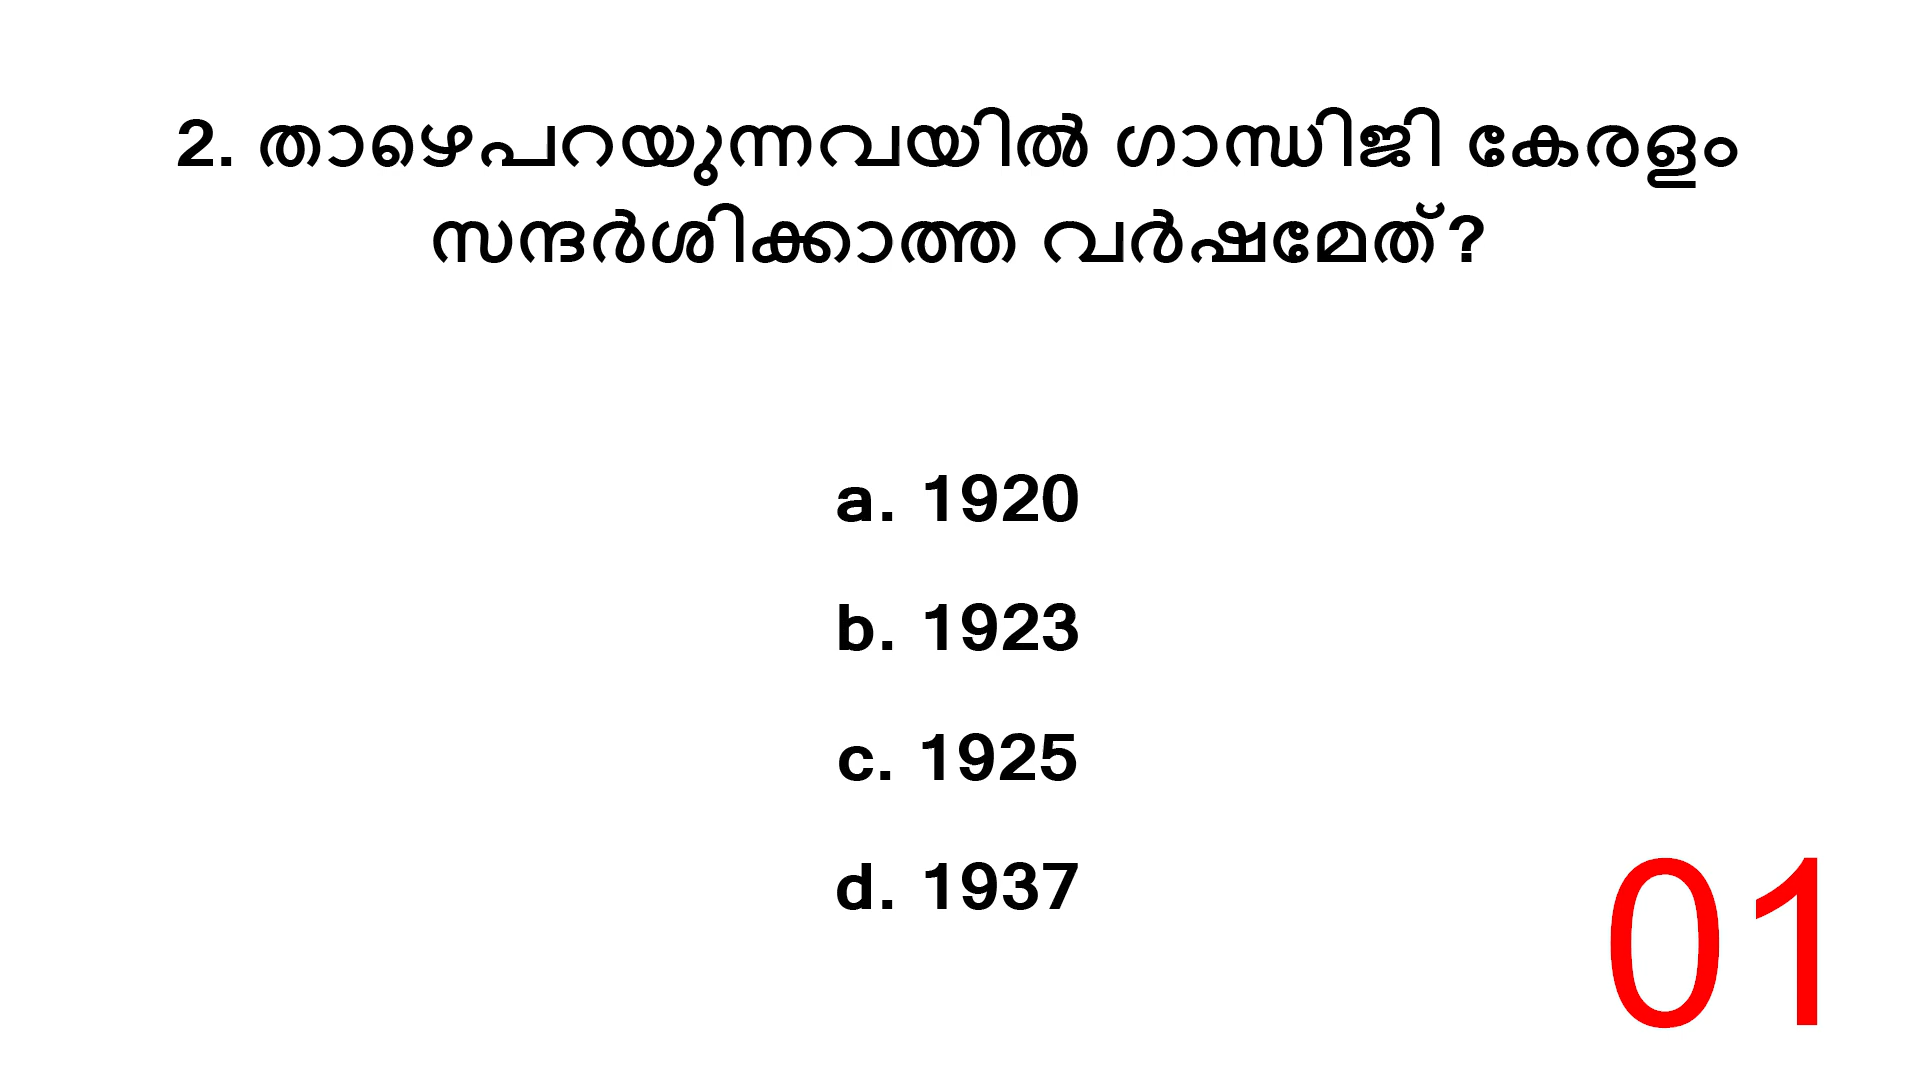 2. താഴെപറയുന്നവയിൽ ഗാന്ധിജി കേരളം
സന്ദർശിക്കാത്ത വർഷമേത്?
a. 1920
b. 1923
c. 1925
d. 1937
01